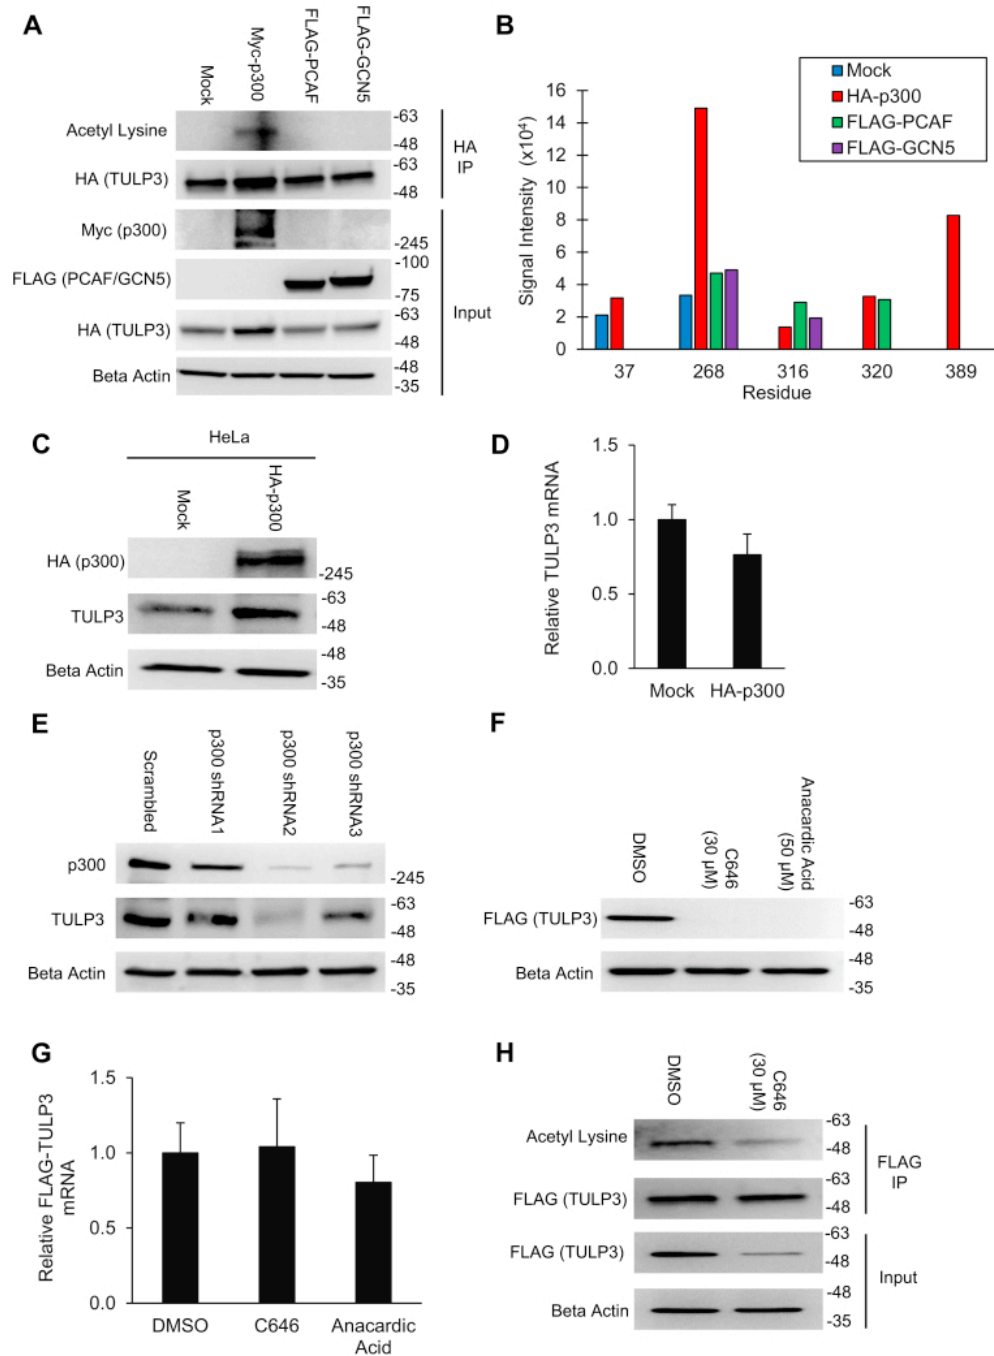 A
Mock
Myc-p300
FLAG-PCAF
FLAG-GCN5
Acetyl Lysine
-63
-48
HA (TULP3)
-63
-48
HA
IP
Myc (p300)
-245
FLAG (PCAF/GCN5)
-100
-75
HA (TULP3)
-63
-48
Beta Actin
-48
-35
Input
B
Mock
HA-p300
FLAG-PCAF
FLAG-GCN5
Signal Intensity (x10⁴)
16
14
12
10
8
6
4
2
0
37 268 316 320 389
Residue
C
HeLa
Mock
HA-p300
HA (p300)
-245
TULP3
-63
-48
Beta Actin
-48
-35
D
Relative TULP3 mRNA
1.5
1.0
0.5
0.0
Mock HA-p300
E
Scrambled
p300 shRNA1
p300 shRNA2
p300 shRNA3
p300
-245
TULP3
-63
-48
Beta Actin
-48
-35
F
DMSO
C646
(30 µM)
Anacardic Acid
(50 µM)
FLAG (TULP3)
-63
-48
Beta Actin
-48
-35
G
Relative FLAG-TULP3
mRNA
1.5
1.0
0.5
0.0
DMSO C646 Anacardic
Acid
H
DMSO
C646
(30 µM)
Acetyl Lysine
-63
-48
FLAG (TULP3)
-63
-48
FLAG
IP
FLAG (TULP3)
-63
-48
Beta Actin
-48
-35
Input